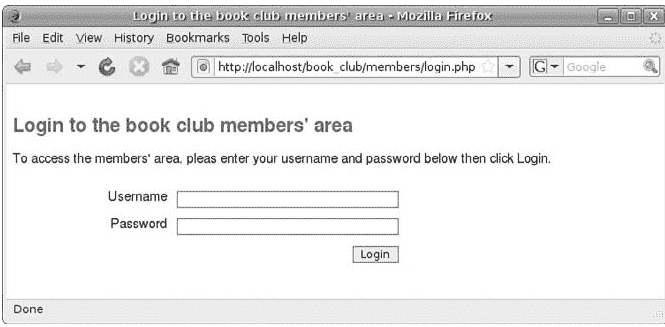 Login to the book club members' area - Mozilla Firefox
File Edit View History Bookmarks Tools Help
http://localhost/book_club/members/login.php G Google
Login to the book club members' area
To access the members' area, pleas enter your username and password below then click Login.
Username
Password
Login
Done